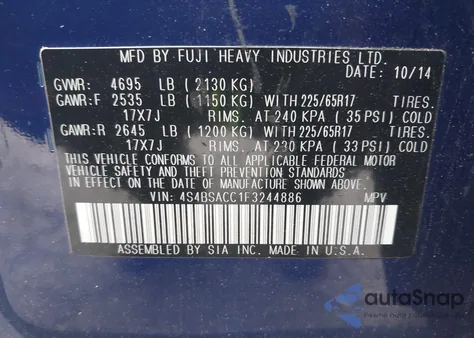 MFD BY FUJI HEAVY INDUSTRIES LTD.
DATE: 10/14
GVWR: 4695 LB (2130 KG)
GAWR:F 2535 LB (1150 KG) WITH 225/65R17 TIRES.
17X7J RIMS. AT 240 KPA (35 PSI) COLD
GAWR:R 2645 LB (1200 KG) WITH 225/65R17 TIRES.
17X7J RIMS. AT 230 KPA (33 PSI) COLD
THIS VEHICLE CONFORMS TO ALL APPLICABLE FEDERAL MOTOR
VEHICLE SAFETY AND THEFT PREVENTION STANDARDS IN EFFECT
ON THE DATE OF MANUFACTURE SHOWN ABOVE.
VIN: 4S4BSACC1F3244886 MPV
ASSEMBLED BY SIA INC. MADE IN U.S.A.
autoSnap